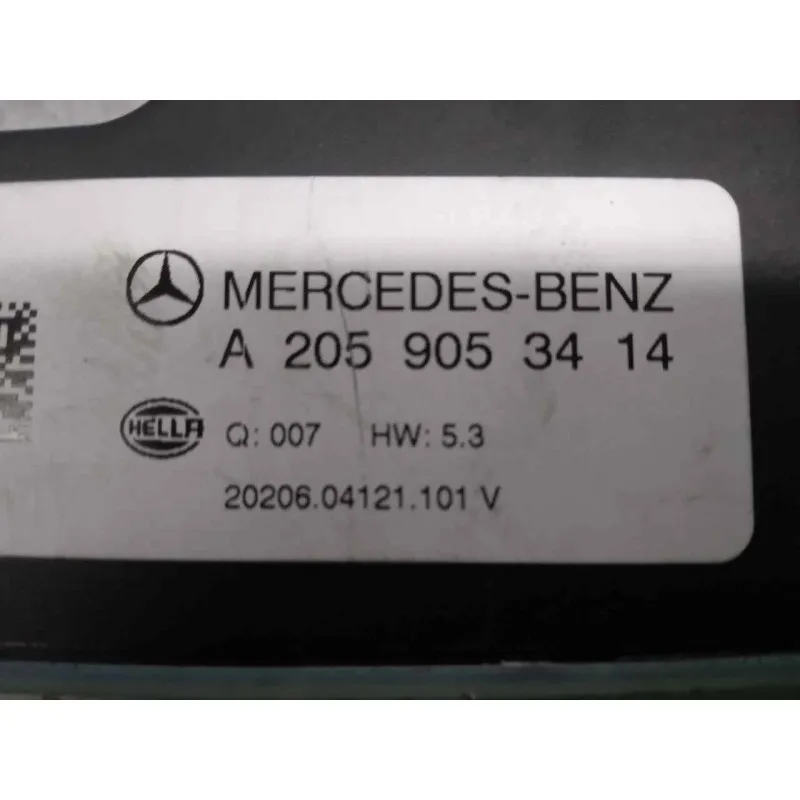 MERCEDES-BENZ
A 205 905 34 14
HELLA Q: 007 HW: 5.3
20206.04121.101 V